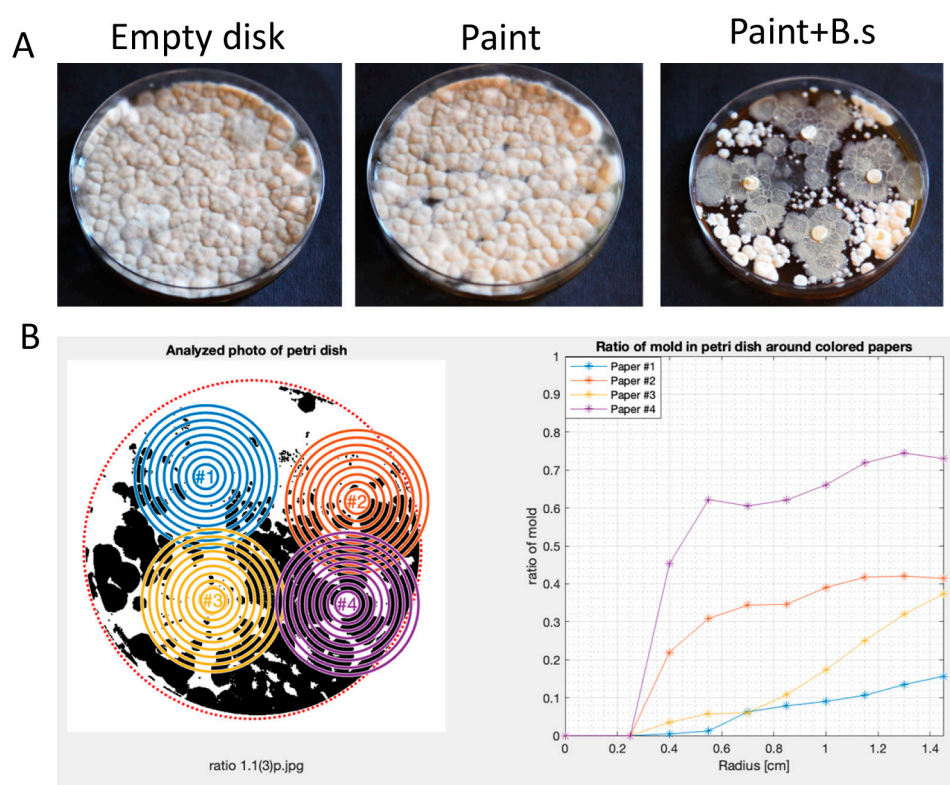 A
Empty disk
Paint
Paint+B.s
B
Analyzed photo of petri dish
#1
#2
#3
#4
ratio 1.1(3)p.jpg
Ratio of mold in petri dish around colored papers
Paper #1
Paper #2
Paper #3
Paper #4
1
0.9
0.8
0.7
0.6
0.5
0.4
0.3
0.2
0.1
0
ratio of mold
0 0.2 0.4 0.6 0.8 1 1.2 1.4
Radius [cm]